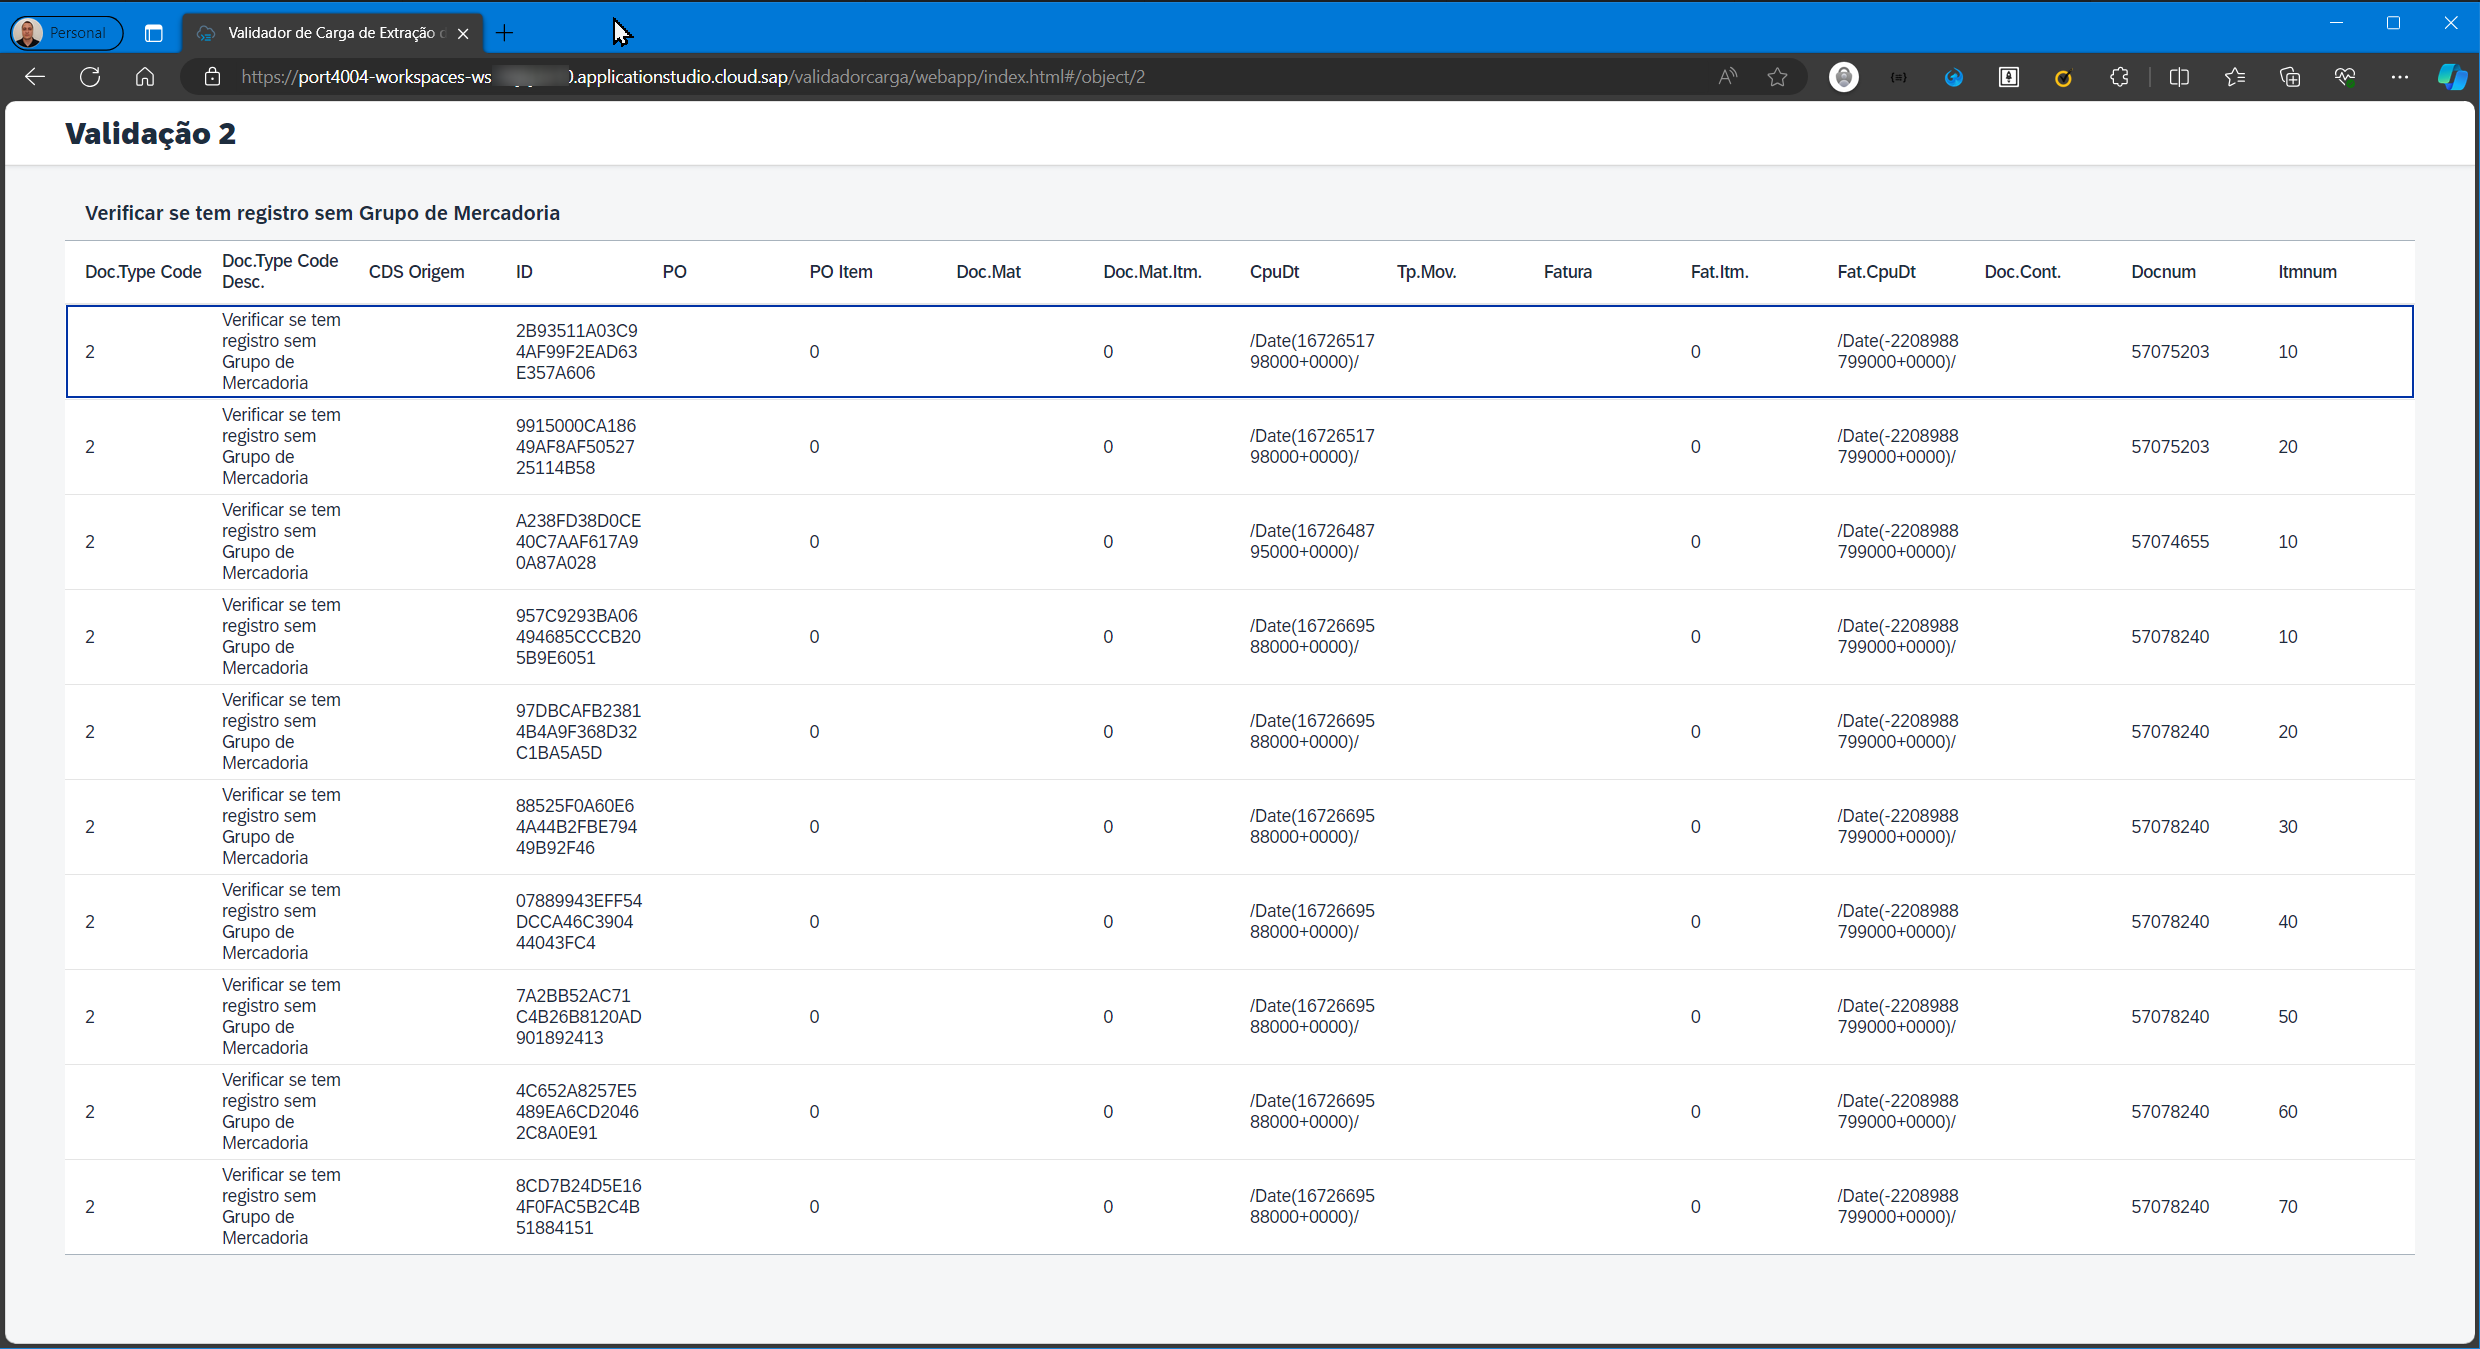 Personal
Validador de Carga de Extração d
https://port4004-workspaces-ws 0.applicationstudio.cloud.sap/validadorcarga/webapp/index.html#/object/2
Validação 2
Verificar se tem registro sem Grupo de Mercadoria
Doc.Type Code Doc.Type Code Desc. CDS Origem ID PO PO Item Doc.Mat Doc.Mat.Itm. CpuDt Tp.Mov. Fatura Fat.Itm. Fat.CpuDt Doc.Cont. Docnum Itmnum
2 Verificar se tem registro sem Grupo de Mercadoria 2B93511A03C94AF99F2EAD63E357A606 0 0 /Date(1672651798000+0000)/ 0 /Date(-2208988799000+0000)/ 57075203 10
2 Verificar se tem registro sem Grupo de Mercadoria 9915000CA18649AF8AF5052725114B58 0 0 /Date(1672651798000+0000)/ 0 /Date(-2208988799000+0000)/ 57075203 20
2 Verificar se tem registro sem Grupo de Mercadoria A238FD38D0CE40C7AAF617A90A87A028 0 0 /Date(1672648795000+0000)/ 0 /Date(-2208988799000+0000)/ 57074655 10
2 Verificar se tem registro sem Grupo de Mercadoria 957C9293BA06494685CCCB205B9E6051 0 0 /Date(1672669588000+0000)/ 0 /Date(-2208988799000+0000)/ 57078240 10
2 Verificar se tem registro sem Grupo de Mercadoria 97DBCAFB23814B4A9F368D32C1BA5A5D 0 0 /Date(1672669588000+0000)/ 0 /Date(-2208988799000+0000)/ 57078240 20
2 Verificar se tem registro sem Grupo de Mercadoria 88525F0A60E64A44B2FBE79449B92F46 0 0 /Date(1672669588000+0000)/ 0 /Date(-2208988799000+0000)/ 57078240 30
2 Verificar se tem registro sem Grupo de Mercadoria 07889943EFF54DCCA46C390444043FC4 0 0 /Date(1672669588000+0000)/ 0 /Date(-2208988799000+0000)/ 57078240 40
2 Verificar se tem registro sem Grupo de Mercadoria 7A2BB52AC71C4B26B8120AD901892413 0 0 /Date(1672669588000+0000)/ 0 /Date(-2208988799000+0000)/ 57078240 50
2 Verificar se tem registro sem Grupo de Mercadoria 4C652A8257E5489EA6CD20462C8A0E91 0 0 /Date(1672669588000+0000)/ 0 /Date(-2208988799000+0000)/ 57078240 60
2 Verificar se tem registro sem Grupo de Mercadoria 8CD7B24D5E164F0FAC5B2C4B51884151 0 0 /Date(1672669588000+0000)/ 0 /Date(-2208988799000+0000)/ 57078240 70